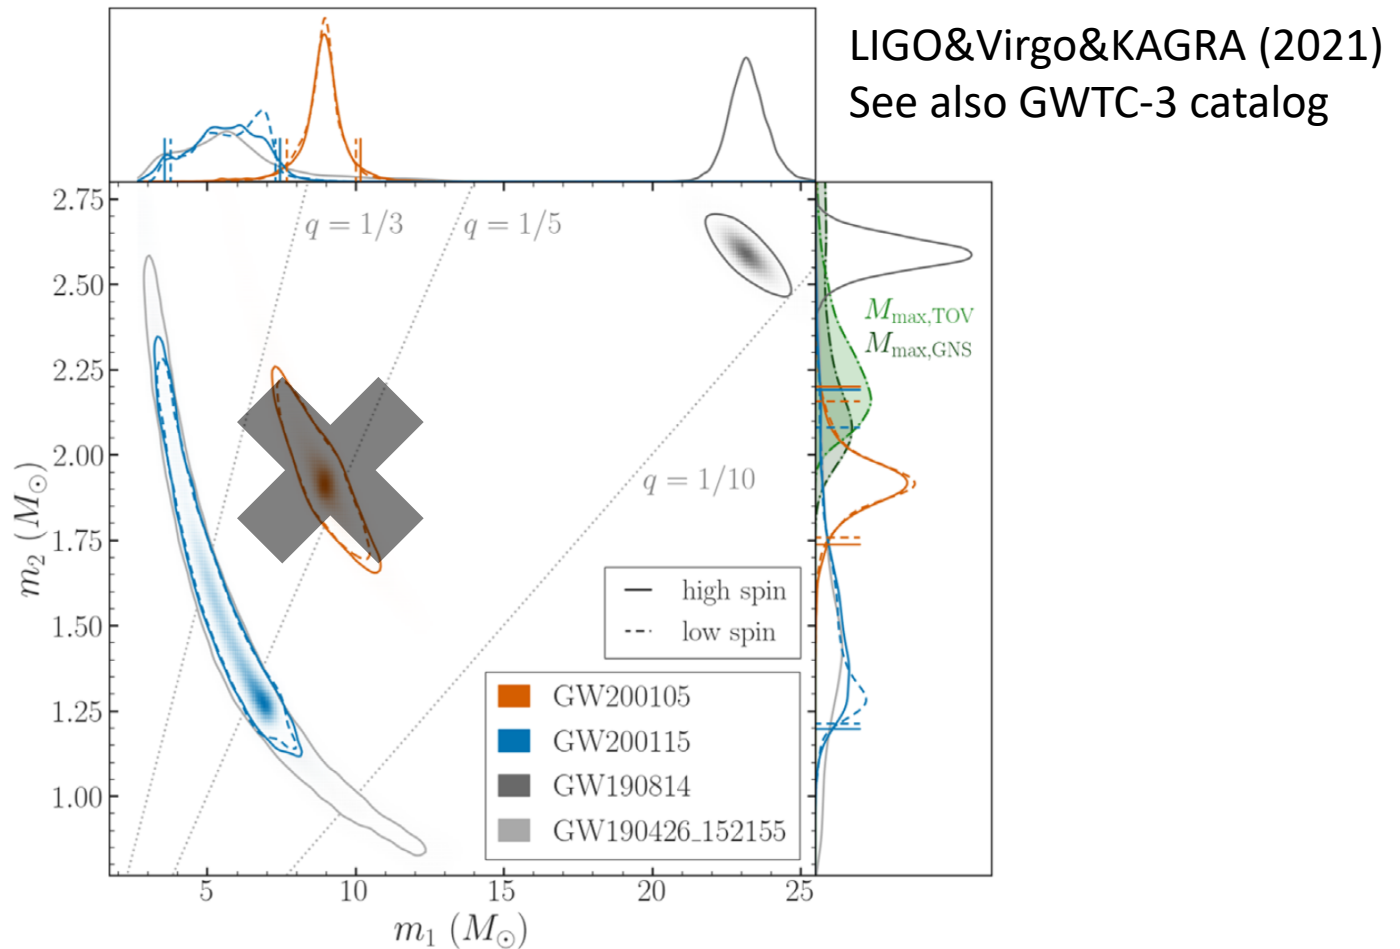 LIGO&Virgo&KAGRA (2021)
See also GWTC-3 catalog
2.75
2.50
2.25
2.00
1.75
1.50
1.25
1.00
m₂ (M⊙)
q = 1/3
q = 1/5
q = 1/10
M_max,TOV
M_max,GNS
high spin
low spin
GW200105
GW200115
GW190814
GW190426_152155
5
10
15
20
25
m₁ (M⊙)